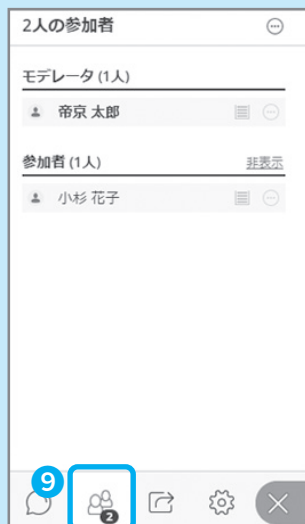 2人の参加者
モデレータ (1人)
帝京 太郎
参加者 (1人) 非表示
小杉 花子
9
2